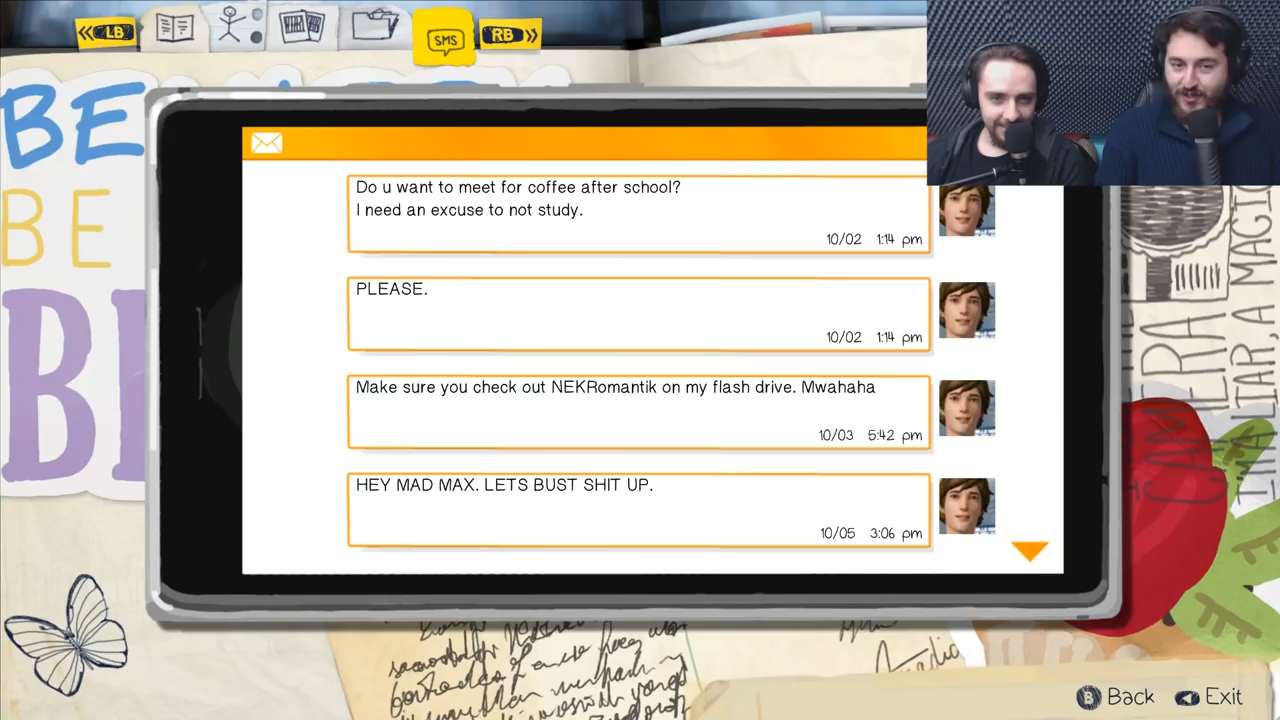 LB
SMS
RB
BE
BE
Do u want to meet for coffee after school?
I need an excuse to not study.
10/02 1:14 pm
PLEASE.
10/02 1:14 pm
Make sure you check out NEKRomantik on my flash drive. Mwahaha
10/03 5:42 pm
HEY MAD MAX. LETS BUST SHIT UP.
10/05 3:06 pm
B Back
Exit